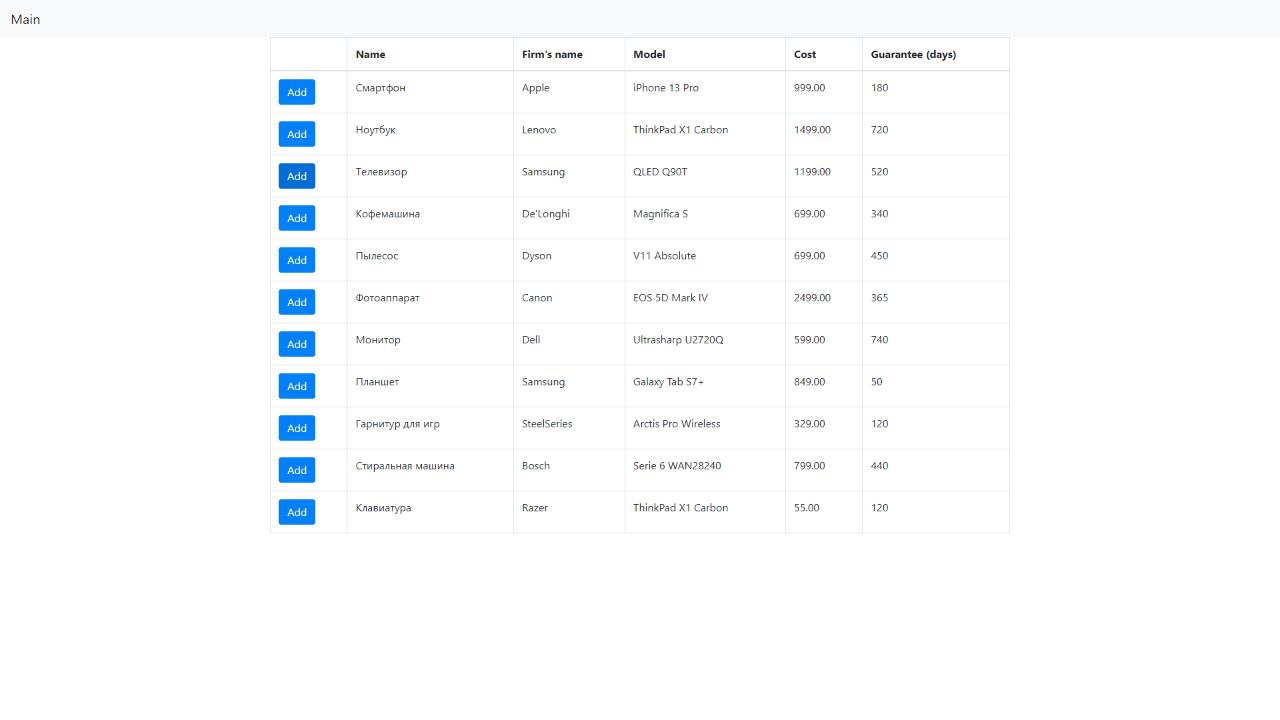 Main
Name Firm's name Model Cost Guarantee (days)
Add Смартфон Apple iPhone 13 Pro 999.00 180
Add Ноутбук Lenovo ThinkPad X1 Carbon 1499.00 720
Add Телевизор Samsung QLED Q90T 1199.00 520
Add Кофемашина De'Longhi Magnifica S 699.00 340
Add Пылесос Dyson V11 Absolute 699.00 450
Add Фотоаппарат Canon EOS 5D Mark IV 2499.00 365
Add Монитор Dell Ultrasharp U2720Q 599.00 740
Add Планшет Samsung Galaxy Tab S7+ 849.00 50
Add Гарнитур для игр SteelSeries Arctis Pro Wireless 329.00 120
Add Стиральная машина Bosch Serie 6 WAN28240 799.00 440
Add Клавиатура Razer ThinkPad X1 Carbon 55.00 120